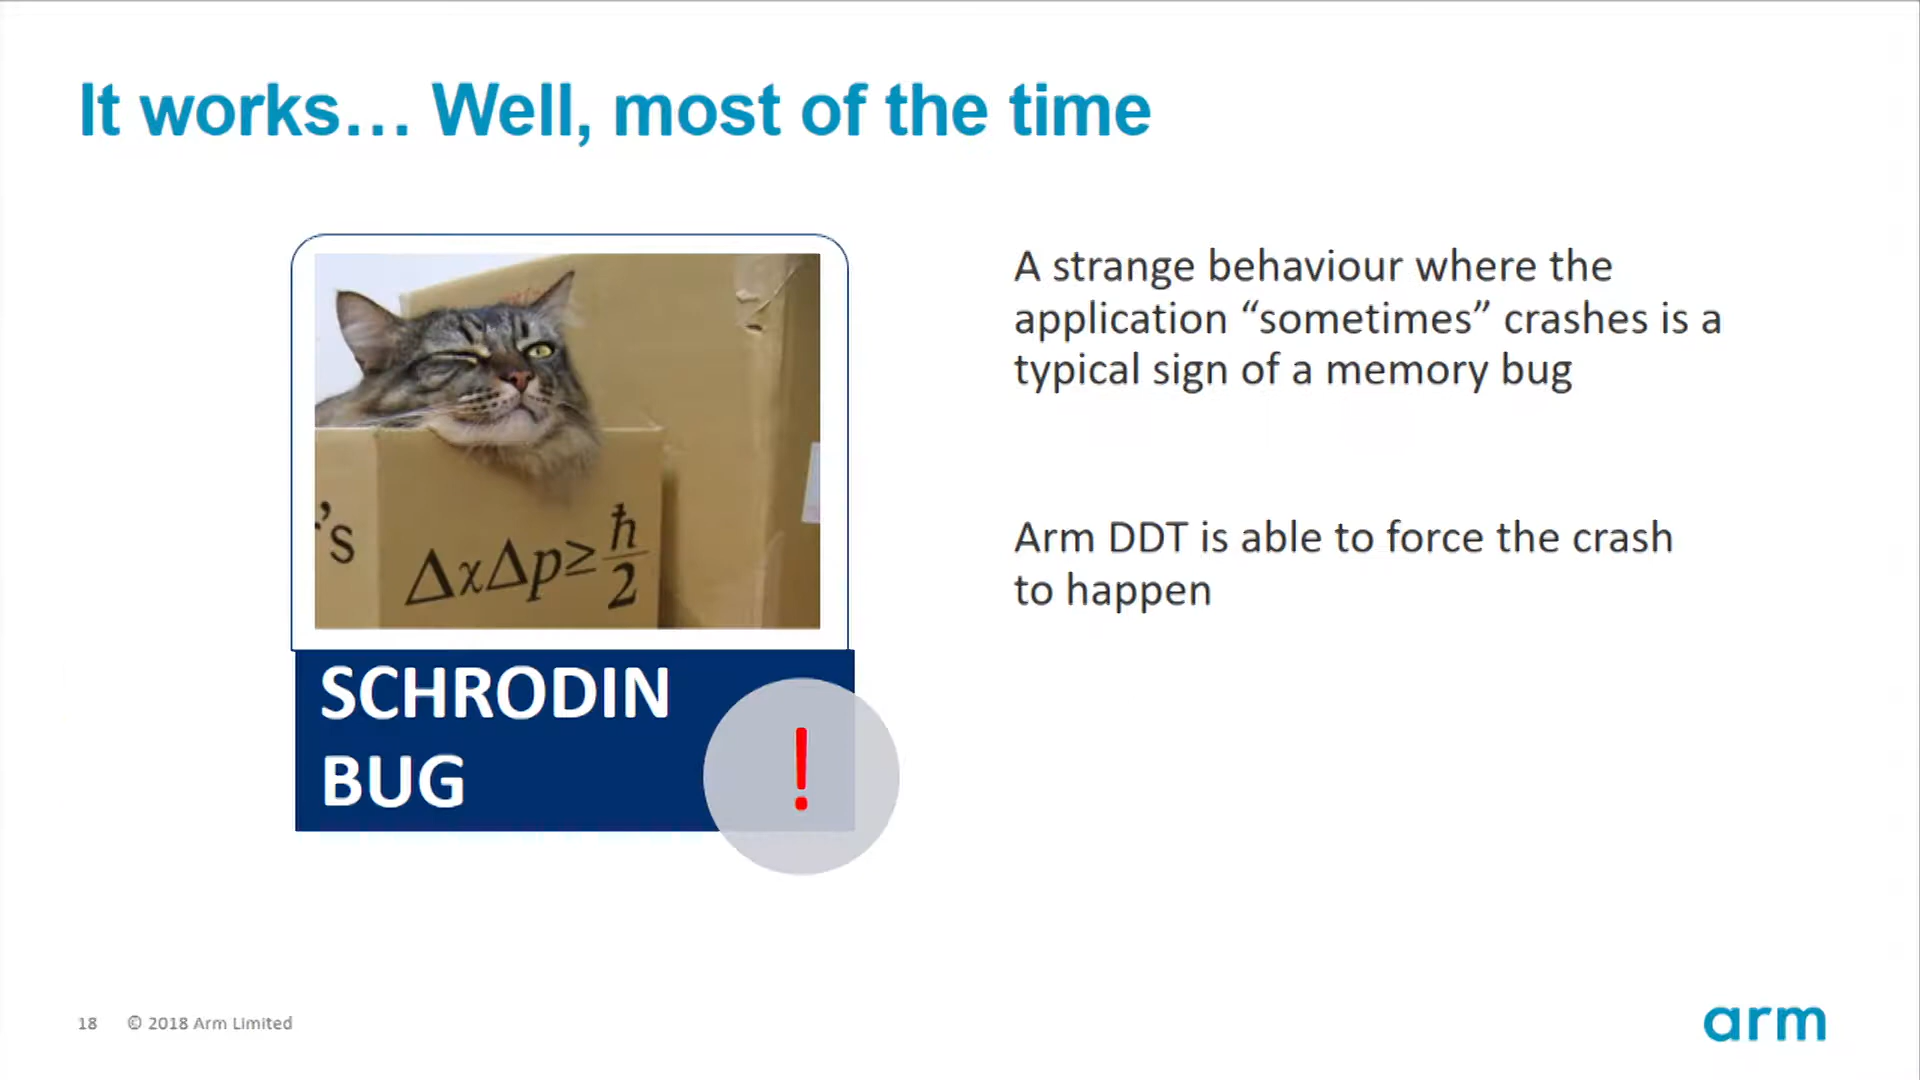 It works... Well, most of the time
A strange behaviour where the
application “sometimes” crashes is a
typical sign of a memory bug
Arm DDT is able to force the crash
to happen
's
ΔxΔp≥ħ/2
SCHRODIN
BUG
!
18 © 2018 Arm Limited
arm